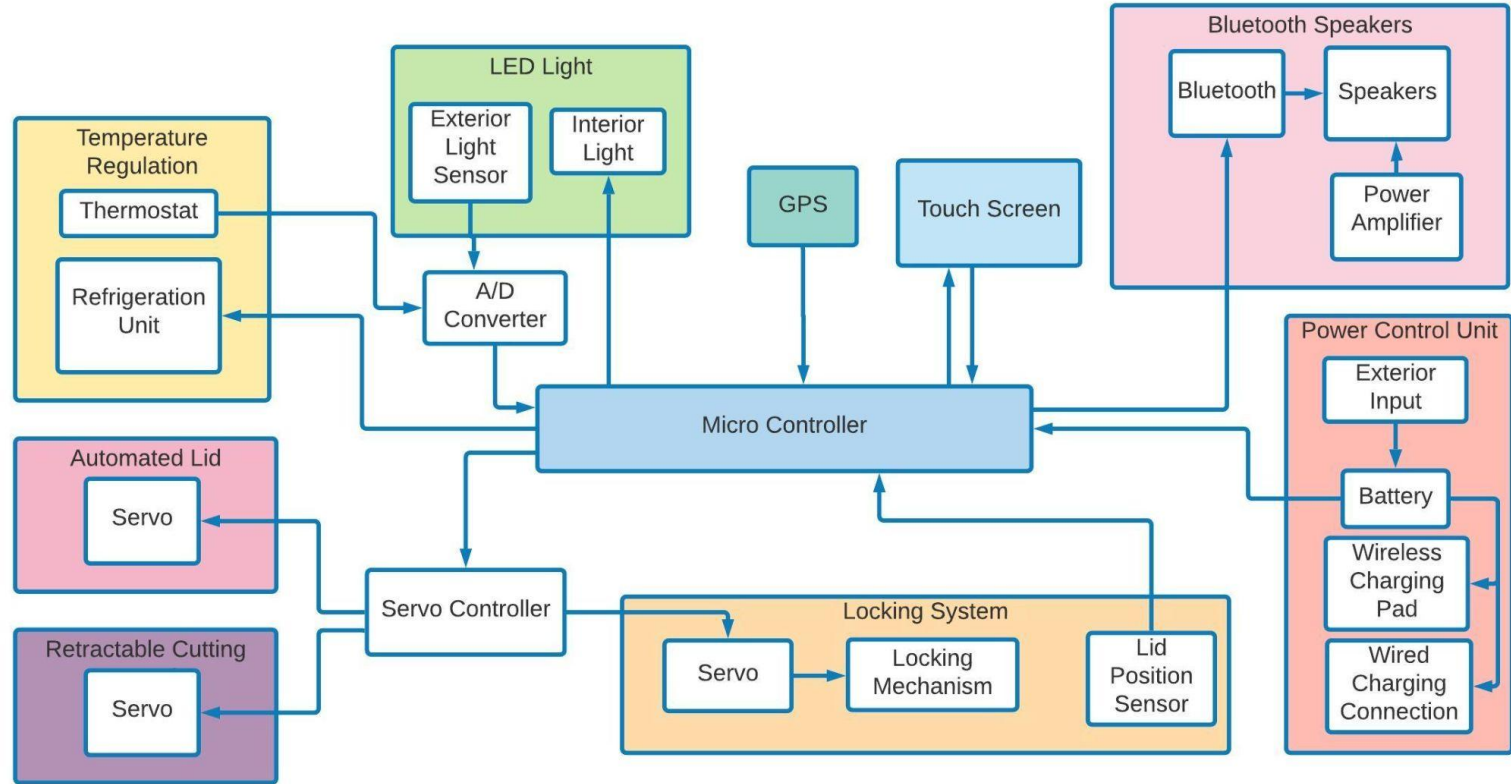 Bluetooth Speakers
Bluetooth
Speakers
Power
Amplifier
LED Light
Exterior
Light
Sensor
Interior
Light
Temperature
Regulation
Thermostat
Refrigeration
Unit
A/D
Converter
GPS
Touch Screen
Power Control Unit
Exterior
Input
Battery
Wireless
Charging
Pad
Wired
Charging
Connection
Micro Controller
Automated Lid
Servo
Servo Controller
Retractable Cutting
Servo
Locking System
Servo
Locking
Mechanism
Lid
Position
Sensor